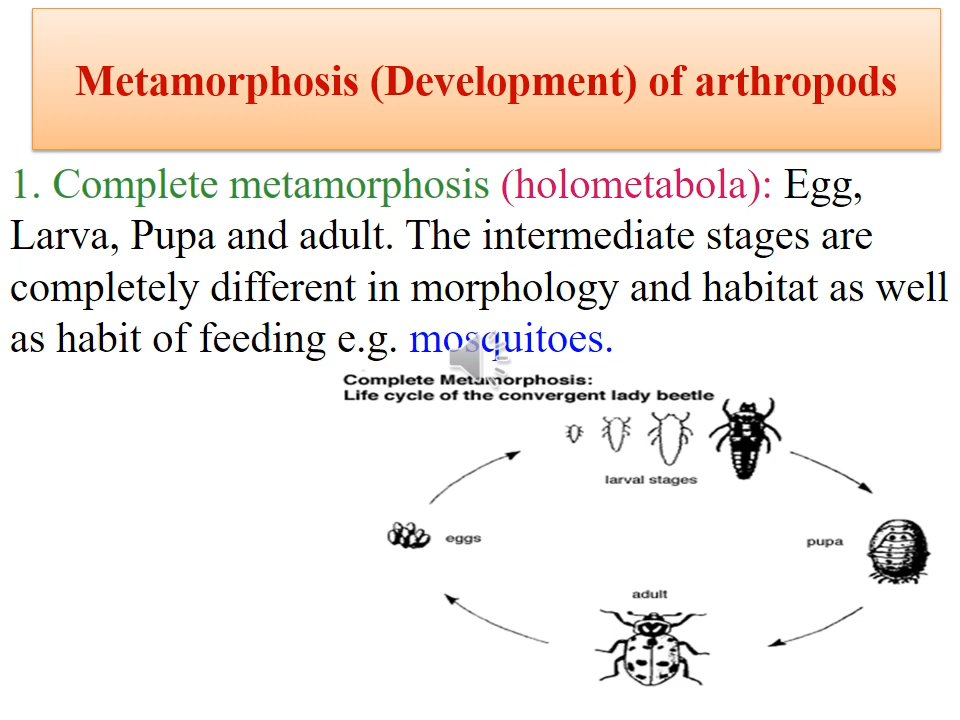 Metamorphosis (Development) of arthropods
1. Complete metamorphosis (holometabola): Egg,
Larva, Pupa and adult. The intermediate stages are
completely different in morphology and habitat as well
as habit of feeding e.g. mosquitoes.
Complete Metamorphosis:
Life cycle of the convergent lady beetle
larval stages
eggs
pupa
adult